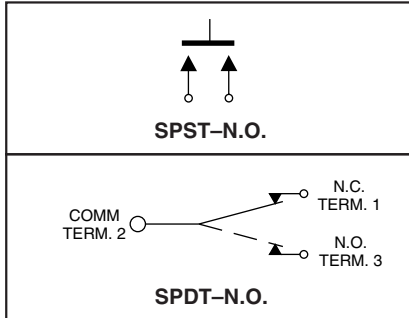 SPST–N.O.
N.C.
TERM. 1
COMM
TERM. 2
N.O.
TERM. 3
SPDT–N.O.